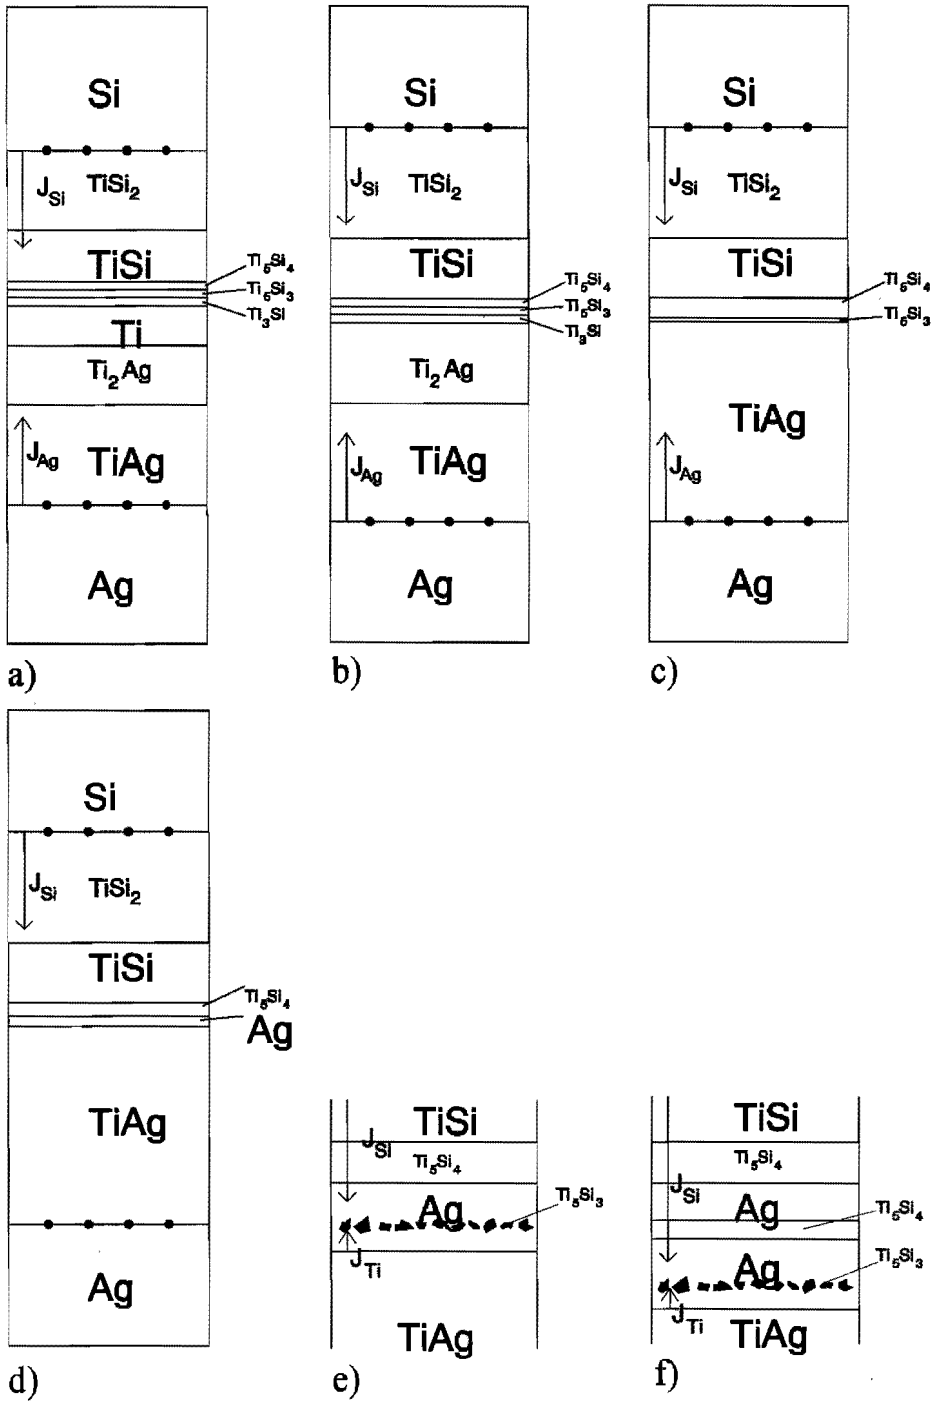 Si
J_Si TiSi₂
TiSi
Ti₅Si₄
Ti₅Si₃
Ti₃Si
Ti
Ti₂Ag
J_Ag TiAg
Ag
a)
Si
J_Si TiSi₂
TiSi
Ti₅Si₄
Ti₅Si₃
Ti₃Si
Ti₂Ag
J_Ag TiAg
Ag
b)
Si
J_Si TiSi₂
TiSi
Ti₅Si₄
Ti₅Si₃
TiAg
J_Ag
Ag
c)
Si
J_Si TiSi₂
TiSi
Ti₅Si₄
Ag
TiAg
Ag
d)
TiSi
J_Si
Ti₅Si₄
Ag
Ti₅Si₃
J_Ti
TiAg
e)
TiSi
Ti₅Si₄
J_Si
Ag
Ti₅Si₄
Ag
Ti₅Si₃
J_Ti
TiAg
f)